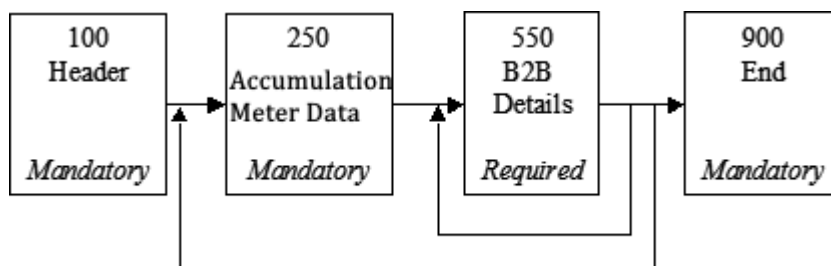 100
Header
Mandatory
250
Accumulation
Meter Data
Mandatory
550
B2B
Details
Required
900
End
Mandatory